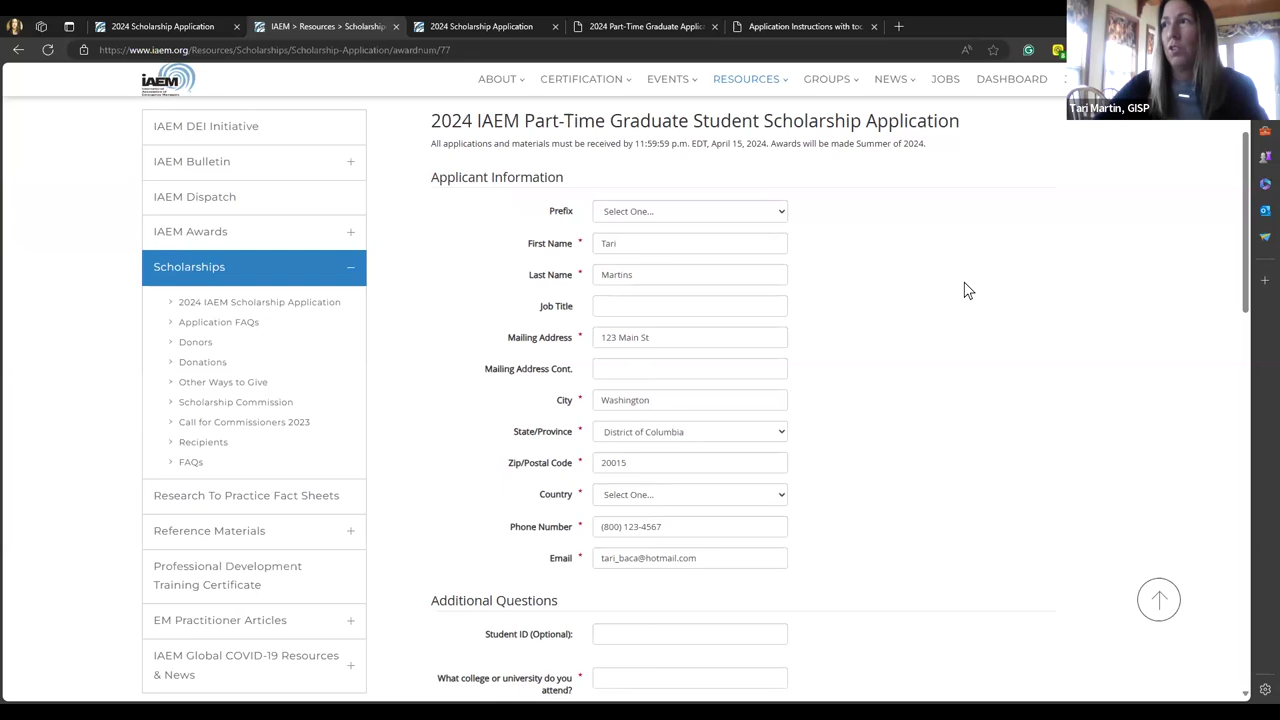 2024 Scholarship Application
IAEM > Resources > Scholarships
2024 Scholarship Application
2024 Part-Time Graduate Applic
Application Instructions with toc
https://www.iaem.org/Resources/Scholarships/Scholarship-Application/awardnum/77
IAEM
ABOUT
CERTIFICATION
EVENTS
RESOURCES
GROUPS
NEWS
JOBS
DASHBOARD
Tari Martin, GISP
IAEM DEI Initiative
IAEM Bulletin
IAEM Dispatch
IAEM Awards
Scholarships
2024 IAEM Scholarship Application
Application FAQs
Donors
Donations
Other Ways to Give
Scholarship Commission
Call for Commissioners 2023
Recipients
FAQs
Research To Practice Fact Sheets
Reference Materials
Professional Development
Training Certificate
EM Practitioner Articles
IAEM Global COVID-19 Resources
& News
2024 IAEM Part-Time Graduate Student Scholarship Application
All applications and materials must be received by 11:59:59 p.m. EDT, April 15, 2024. Awards will be made Summer of 2024.
Applicant Information
Prefix Select One...
First Name * Tari
Last Name * Martins
Job Title
Mailing Address * 123 Main St
Mailing Address Cont.
City * Washington
State/Province * District of Columbia
Zip/Postal Code * 20015
Country * Select One...
Phone Number * (800) 123-4567
Email * tari_baca@hotmail.com
Additional Questions
Student ID (Optional):
What college or university do you *
attend?